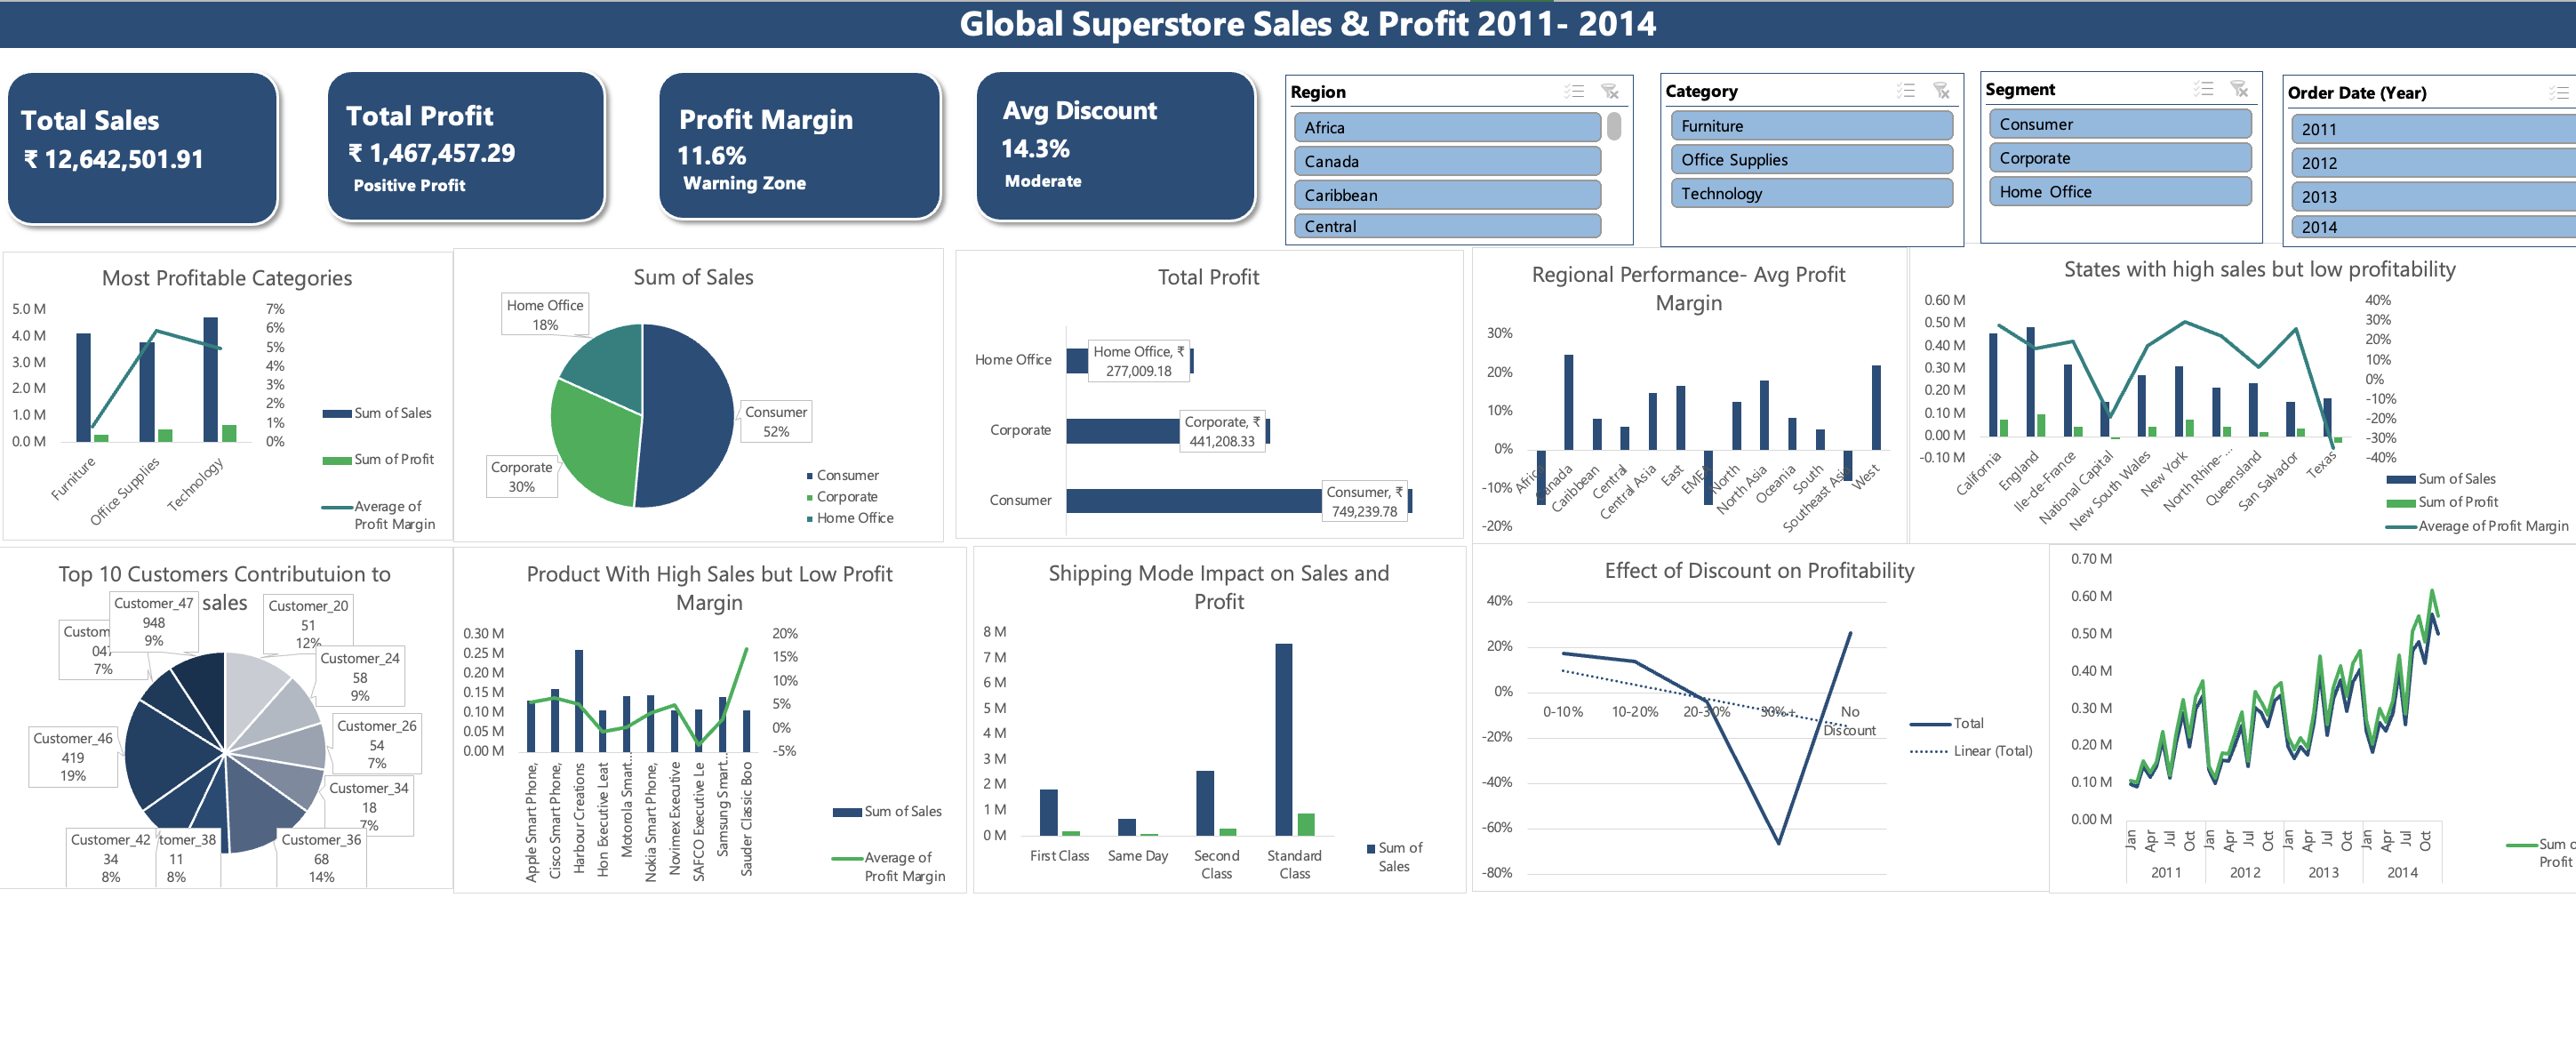 Global Superstore Sales & Profit 2011- 2014
Total Sales
₹ 12,642,501.91
Total Profit
₹ 1,467,457.29
Positive Profit
Profit Margin
11.6%
Warning Zone
Avg Discount
14.3%
Moderate
Region
Africa
Canada
Caribbean
Central
Category
Furniture
Office Supplies
Technology
Segment
Consumer
Corporate
Home Office
Order Date (Year)
2011
2012
2013
2014
Most Profitable Categories
5.0 M
4.0 M
3.0 M
2.0 M
1.0 M
0.0 M
7%
6%
5%
4%
3%
2%
1%
0%
Furniture
Office Supplies
Technology
Sum of Sales
Sum of Profit
Average of
Profit Margin
Sum of Sales
Home Office
18%
Consumer
52%
Corporate
30%
Consumer
Corporate
Home Office
Total Profit
Home Office
Home Office, ₹
277,009.18
Corporate
Corporate, ₹
441,208.33
Consumer
Consumer, ₹
749,239.78
Regional Performance- Avg Profit
Margin
30%
20%
10%
0%
-10%
-20%
Africa
Canada
Caribbean
Central
Central Asia
East
EMEA
North
North Asia
Oceania
South
Southeast Asia
West
States with high sales but low profitability
0.60 M
0.50 M
0.40 M
0.30 M
0.20 M
0.10 M
0.00 M
-0.10 M
40%
30%
20%
10%
0%
-10%
-20%
-30%
-40%
California
England
Ile-de-France
National Capital
New South Wales
New York
North Rhine-...
Queensland
San Salvador
Texas
Sum of Sales
Sum of Profit
Average of Profit Margin
Top 10 Customers Contributuion to
sales
Customer_47
948
9%
Customer_20
51
12%
Custom
047
7%
Customer_24
58
9%
Customer_26
54
7%
Customer_46
419
19%
Customer_34
18
7%
Customer_42
34
8%
tomer_38
11
8%
Customer_36
68
14%
Product With High Sales but Low Profit
Margin
0.30 M
0.25 M
0.20 M
0.15 M
0.10 M
0.05 M
0.00 M
20%
15%
10%
5%
0%
-5%
Apple Smart Phone,
Cisco Smart Phone,
Harbour Creations
Hon Executive Leat
Motorola Smart...
Nokia Smart Phone,
Novimex Executive
SAFCO Executive Le
Samsung Smart...
Sauder Classic Boo
Sum of Sales
Average of
Profit Margin
Shipping Mode Impact on Sales and
Profit
8 M
7 M
6 M
5 M
4 M
3 M
2 M
1 M
0 M
First Class
Same Day
Second
Class
Standard
Class
Sum of
Sales
Effect of Discount on Profitability
40%
20%
0%
-20%
-40%
-60%
-80%
0-10%
10-20%
20-30%
30%+
No
Discount
Total
Linear (Total)
0.70 M
0.60 M
0.50 M
0.40 M
0.30 M
0.20 M
0.10 M
0.00 M
Jan
Apr
Jul
Oct
Jan
Apr
Jul
Oct
Jan
Apr
Jul
Oct
Jan
Apr
Jul
Oct
2011
2012
2013
2014
Sum o
Profit